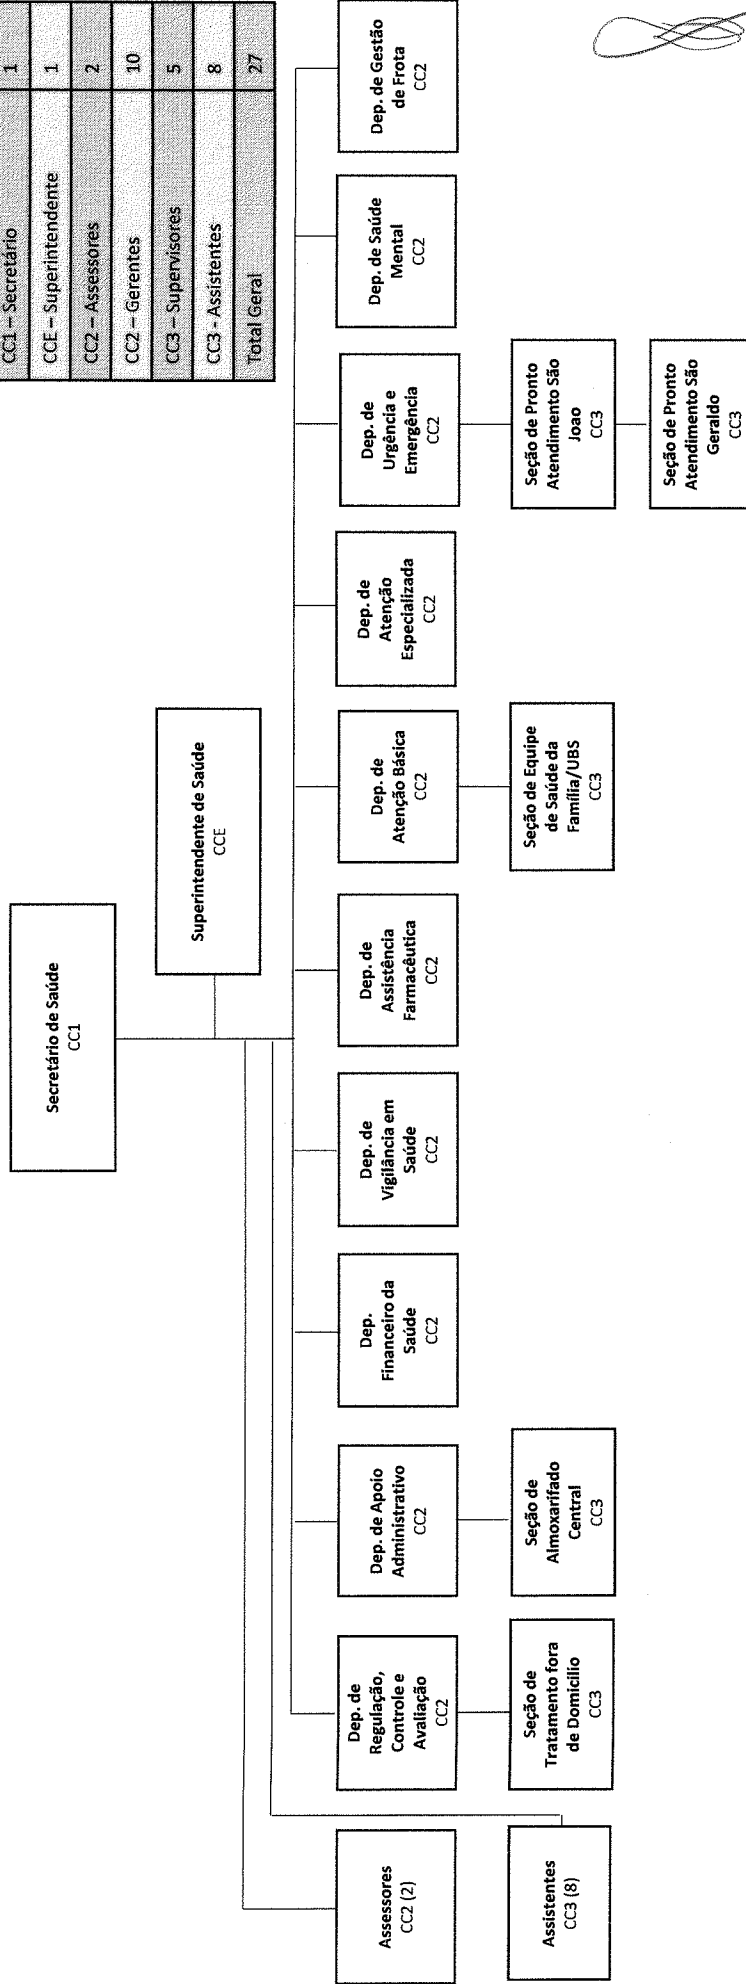 CC1 – Secretário 1
CCE – Superintendente 1
CC2 – Assessores 2
CC2 – Gerentes 10
CC3 – Supervisores 5
CC3 - Assistentes 8
Total Geral 27
Secretário de Saúde
CC1
Superintendente de Saúde
CCE
Assessores
CC2 (2)
Assistentes
CC3 (8)
Dep. de
Regulação,
Controle e
Avaliação
CC2
Seção de
Tratamento fora
de Domicilio
CC3
Dep. de Apoio
Administrativo
CC2
Seção de
Almoxarifado
Central
CC3
Dep.
Financeiro da
Saúde
CC2
Dep. de
Vigilância em
Saúde
CC2
Dep. de
Assistência
Farmacêutica
CC2
Dep. de
Atenção Básica
CC2
Seção de Equipe
de Saúde da
Família/UBS
CC3
Dep. de
Atenção
Especializada
CC2
Dep. de
Urgência e
Emergência
CC2
Seção de Pronto
Atendimento São
Joao
CC3
Seção de Pronto
Atendimento São
Geraldo
CC3
Dep. de Saúde
Mental
CC2
Dep. de Gestão
de Frota
CC2